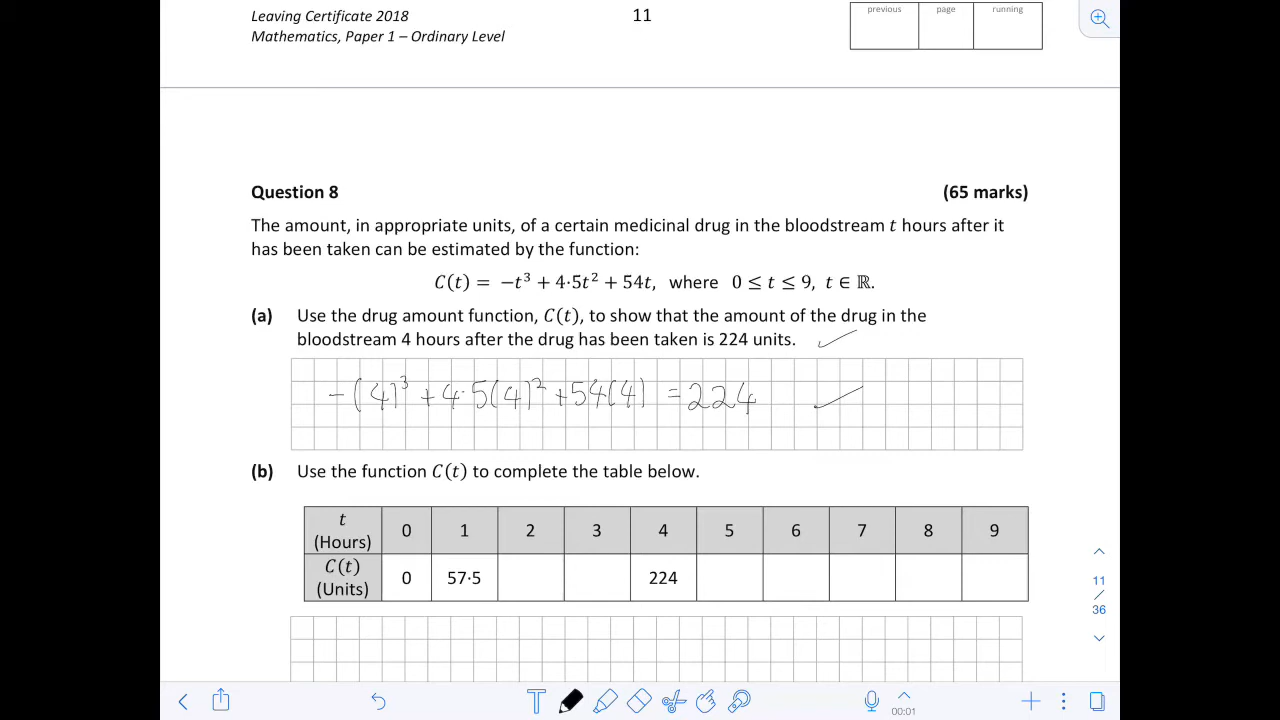 Leaving Certificate 2018
11
previous page running
Mathematics, Paper 1 – Ordinary Level
Question 8 (65 marks)
The amount, in appropriate units, of a certain medicinal drug in the bloodstream t hours after it
has been taken can be estimated by the function:
C(t) = −t³ + 4·5t² + 54t, where 0 ≤ t ≤ 9, t ∈ ℝ.
(a) Use the drug amount function, C(t), to show that the amount of the drug in the
bloodstream 4 hours after the drug has been taken is 224 units.
-(4)³ + 4·5(4)² + 54(4) = 224
(b) Use the function C(t) to complete the table below.
t (Hours) 0 1 2 3 4 5 6 7 8 9
C(t) (Units) 0 57·5 224
11
/
36
T
00:01